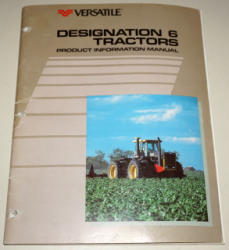 VERSATILE
DESIGNATION 6
TRACTORS
PRODUCT INFORMATION MANUAL